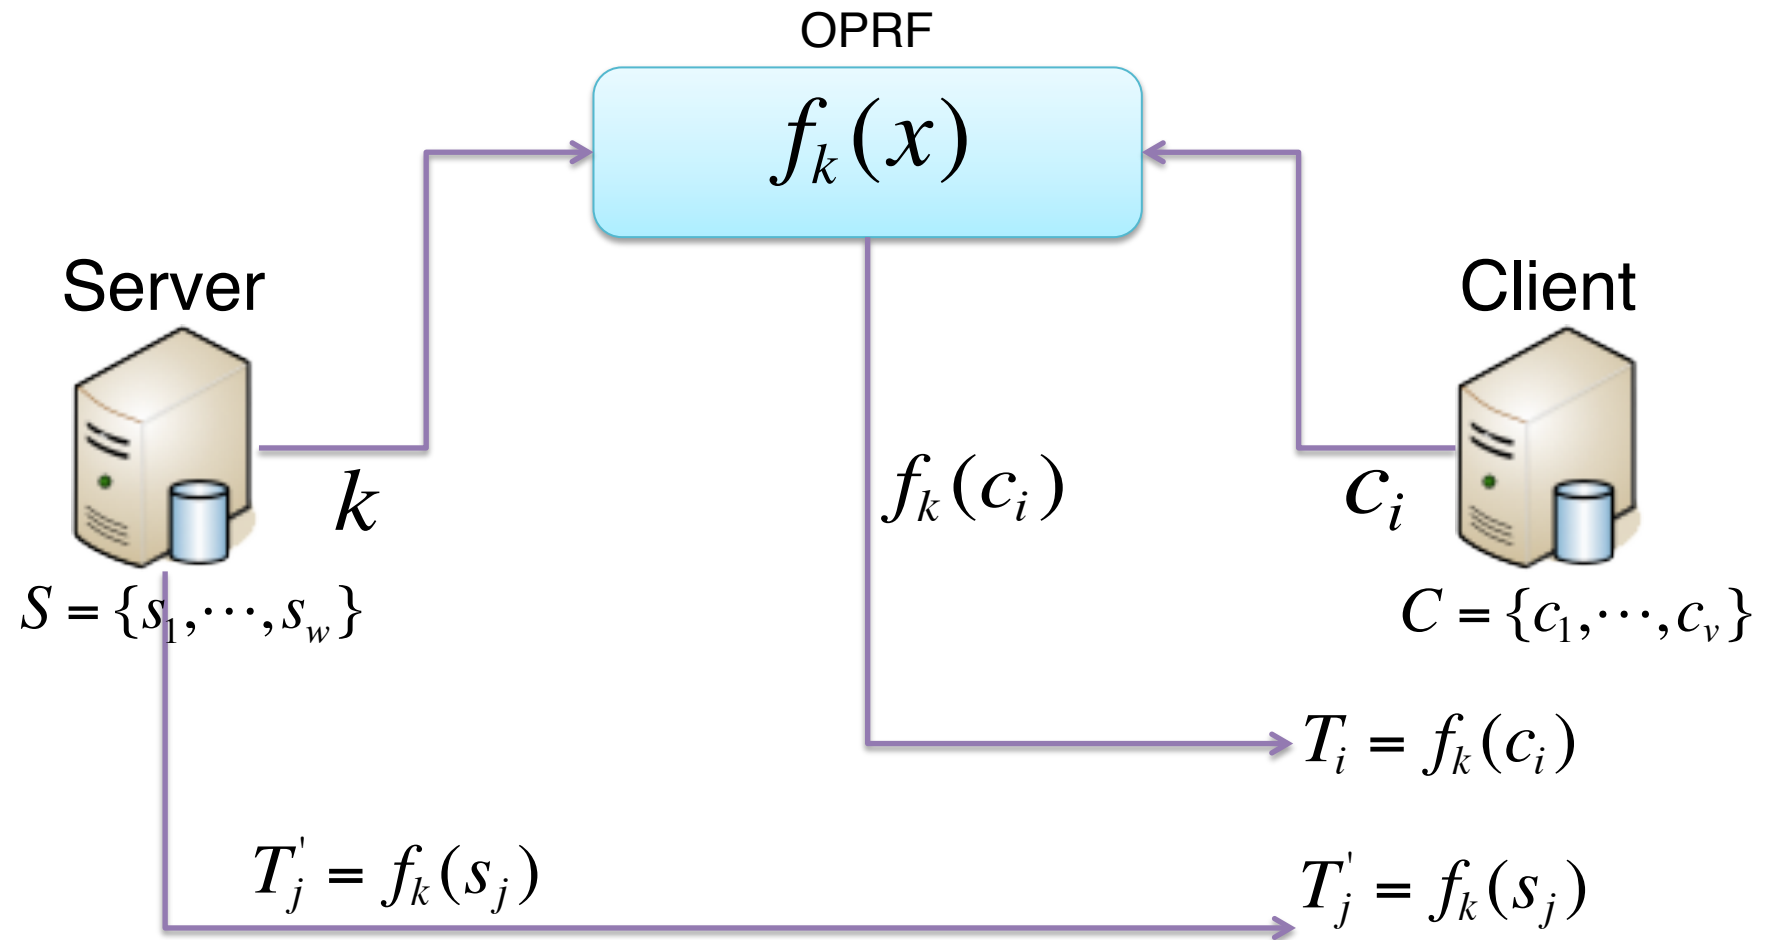 OPRF
f_k(x)
Server
Client
k
f_k(c_i)
c_i
S = {s_1,⋯,s_w}
C = {c_1,⋯,c_v}
T_i = f_k(c_i)
T'_j = f_k(s_j)
T'_j = f_k(s_j)